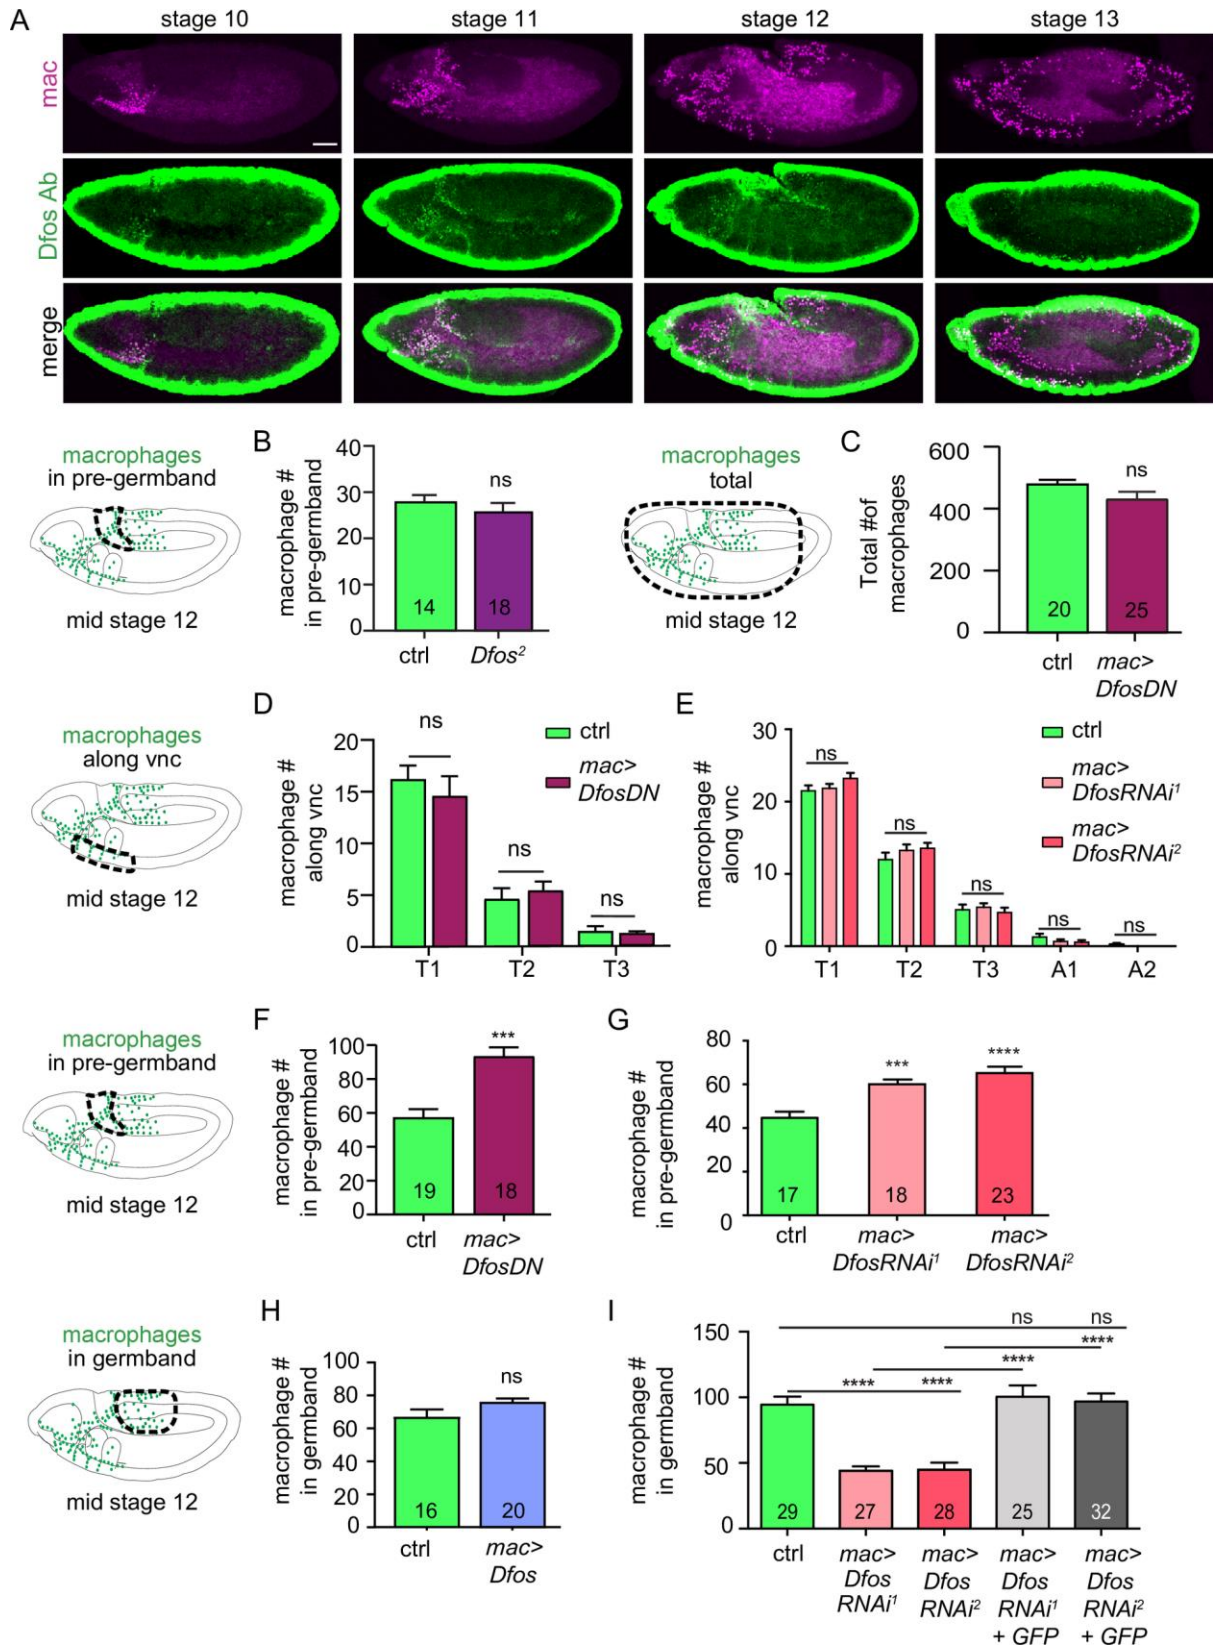 A
stage 10
stage 11
stage 12
stage 13
mac
Dfos Ab
merge
macrophages
in pre-germband
mid stage 12
B
macrophage #
in pre-germband
40
30
20
10
0
ns
14
18
ctrl
Dfos²
macrophages
total
mid stage 12
C
Total #of
macrophages
600
400
200
0
ns
20
25
ctrl
mac>
DfosDN
macrophages
along vnc
mid stage 12
D
macrophage #
along vnc
20
15
10
5
0
ns
ns
ns
T1
T2
T3
ctrl
mac>
DfosDN
E
macrophage #
along vnc
30
20
10
0
ns
ns
ns
ns
ns
T1
T2
T3
A1
A2
ctrl
mac>
DfosRNAi¹
mac>
DfosRNAi²
macrophages
in pre-germband
mid stage 12
F
macrophage #
in pre-germband
100
80
60
40
20
0
***
19
18
ctrl
mac>
DfosDN
G
macrophage #
in pre-germband
80
60
40
20
0
***
****
17
18
23
ctrl
mac>
DfosRNAi¹
mac>
DfosRNAi²
macrophages
in germband
mid stage 12
H
macrophage #
in germband
100
80
60
40
20
0
ns
16
20
ctrl
mac>
Dfos
I
macrophage #
in germband
150
100
50
0
ns
ns
****
****
****
****
29
27
28
25
32
ctrl
mac>
Dfos
RNAi¹
mac>
Dfos
RNAi²
mac>
Dfos
RNAi¹
+ GFP
mac>
Dfos
RNAi²
+ GFP